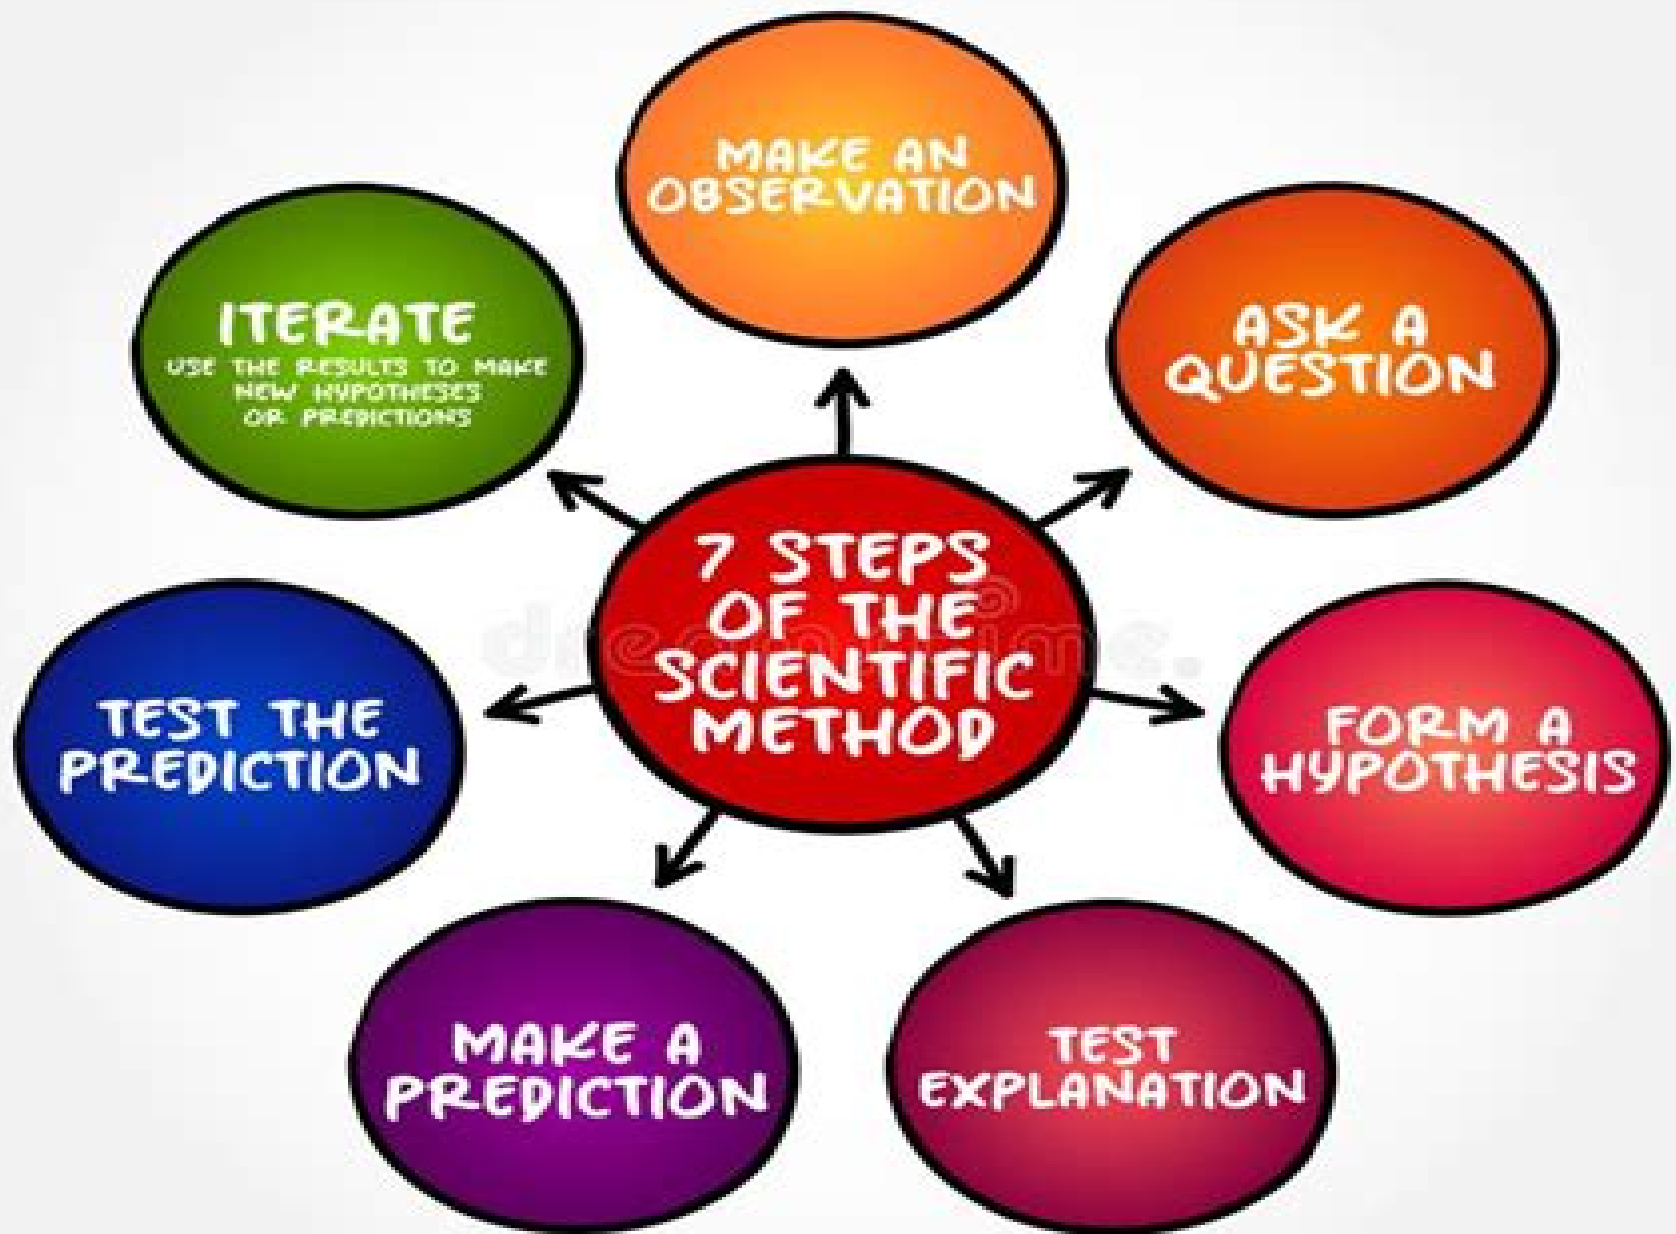 MAKE AN
OBSERVATION
ASK A
QUESTION
FORM A
HYPOTHESIS
TEST
EXPLANATION
MAKE A
PREDICTION
TEST THE
PREDICTION
ITERATE
USE THE RESULTS TO MAKE
NEW HYPOTHESES
OR PREDICTIONS
7 STEPS
OF THE
SCIENTIFIC
METHOD